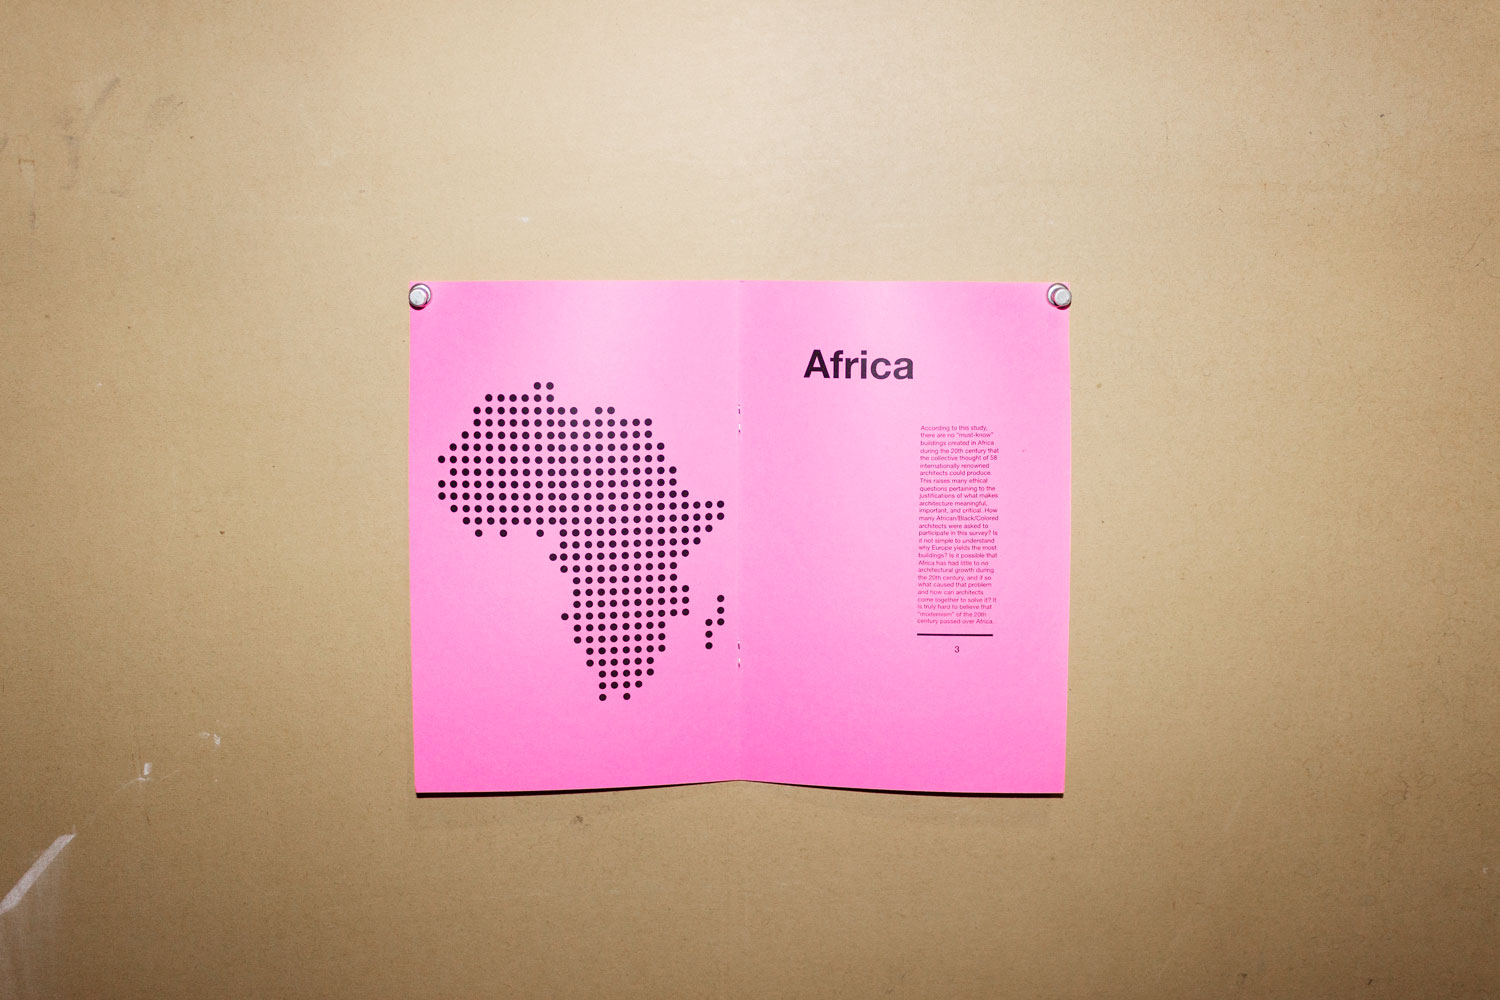 Africa
According to this study,
there are no "must-know"
buildings created in Africa
during the 20th century that
the collective thought of 58
internationally renowned
architects could produce.
This raises many ethical
questions pertaining to the
justifications of what makes
architecture meaningful,
important, and critical. How
many African/Black/Colored
architects were asked to
participate in this survey? Is
it not simple to understand
why Europe yields the most
buildings? Is it possible that
Africa has had little to no
architectural growth during
the 20th century, and if so
what caused that problem
and how can architects
come together to solve it? It
is truly hard to believe that
"modernism" of the 20th
century passed over Africa.
3